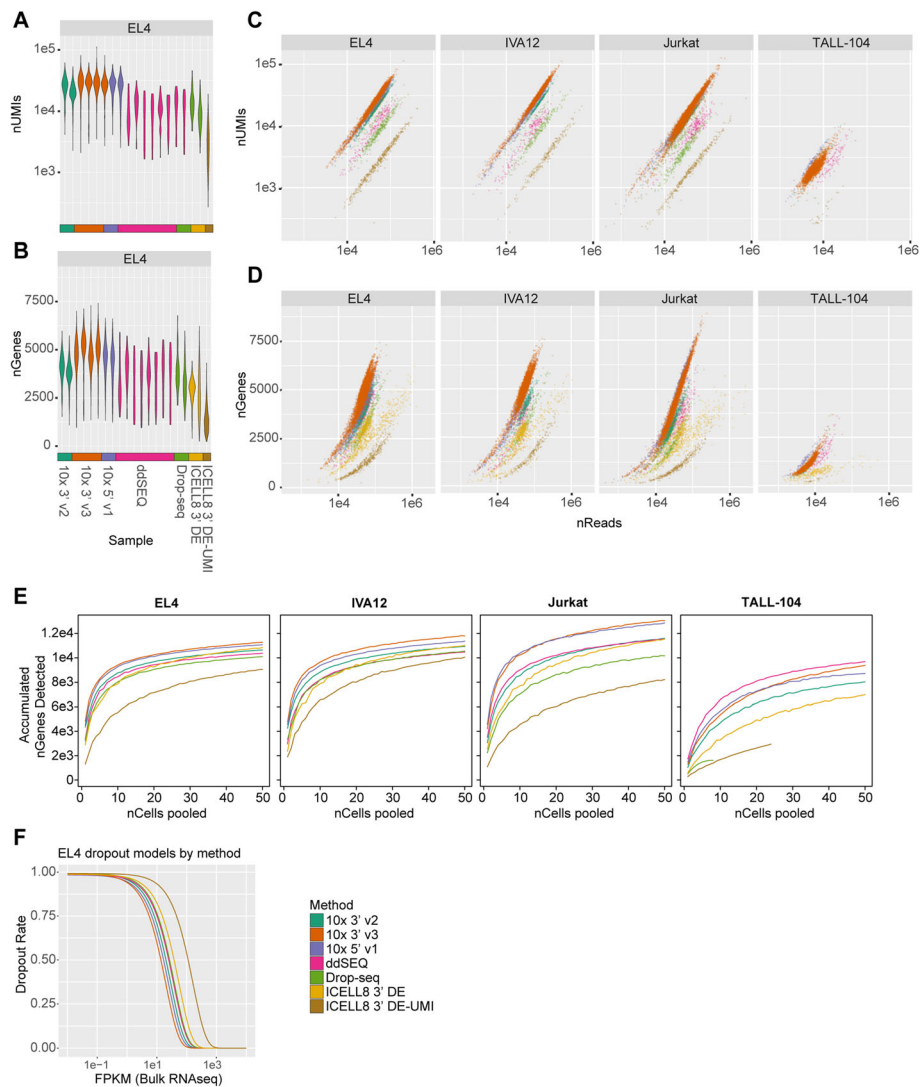 A
EL4
nUMIs
1e5
1e4
1e3
B
EL4
nGenes
7500
5000
2500
0
10x 3' v2
10x 3' v3
10x 5' v1
ddSEQ
Drop-seq
ICELL8 3' DE
ICELL8 3' DE-UMI
Sample
C
EL4 IVA12 Jurkat TALL-104
nUMIs
1e5
1e4
1e3
1e4 1e6 1e4 1e6 1e4 1e6 1e4 1e6
D
EL4 IVA12 Jurkat TALL-104
nGenes
7500
5000
2500
0
1e4 1e6 1e4 1e6 1e4 1e6 1e4 1e6
nReads
E
EL4 IVA12 Jurkat TALL-104
Accumulated
nGenes Detected
1.2e4
1e4
8e3
6e3
4e3
2e3
0
0 10 20 30 40 50 0 10 20 30 40 50 0 10 20 30 40 50 0 10 20 30 40 50
nCells pooled nCells pooled nCells pooled nCells pooled
F
EL4 dropout models by method
Dropout Rate
1.00
0.75
0.50
0.25
0.00
1e−1 1e1 1e3
FPKM (Bulk RNAseq)
Method
10x 3' v2
10x 3' v3
10x 5' v1
ddSEQ
Drop-seq
ICELL8 3' DE
ICELL8 3' DE-UMI